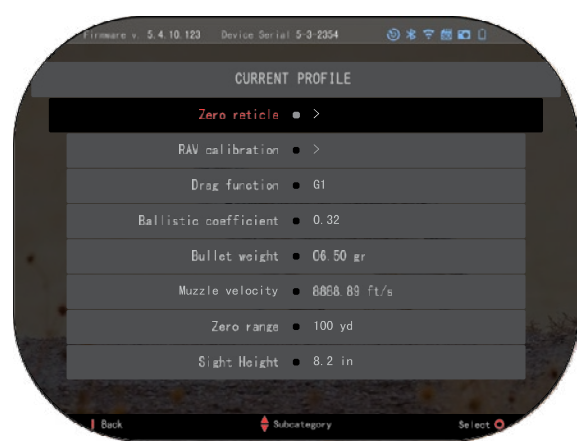 Firmware v. 5.4.10.123 Device Serial 5-3-2354
CURRENT PROFILE
Zero reticle >
RAW calibration >
Drag function G1
Ballistic coefficient 0.32
Bullet weight 06.50 gr
Muzzle velocity 8888.89 ft/s
Zero range 100 yd
Sight Height 8.2 in
Back Subcategory Select